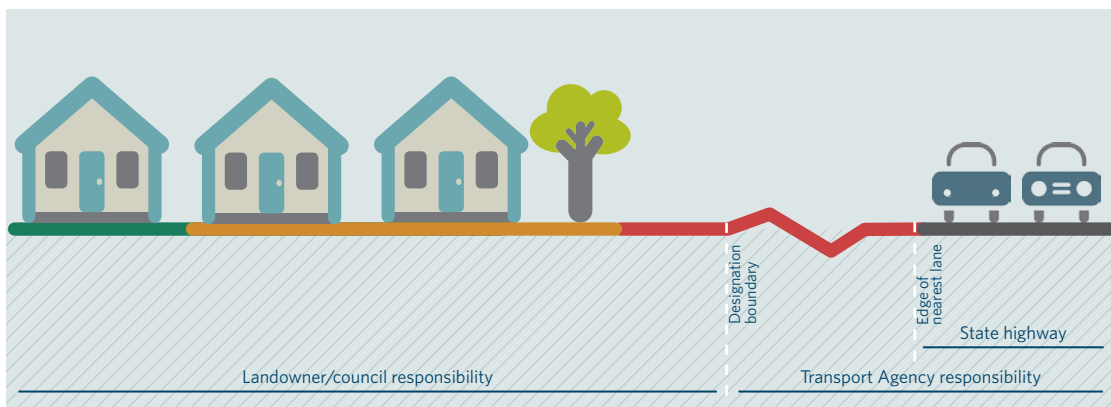 Designation
boundary
Edge of
nearest lane
State highway
Landowner/council responsibility
Transport Agency responsibility